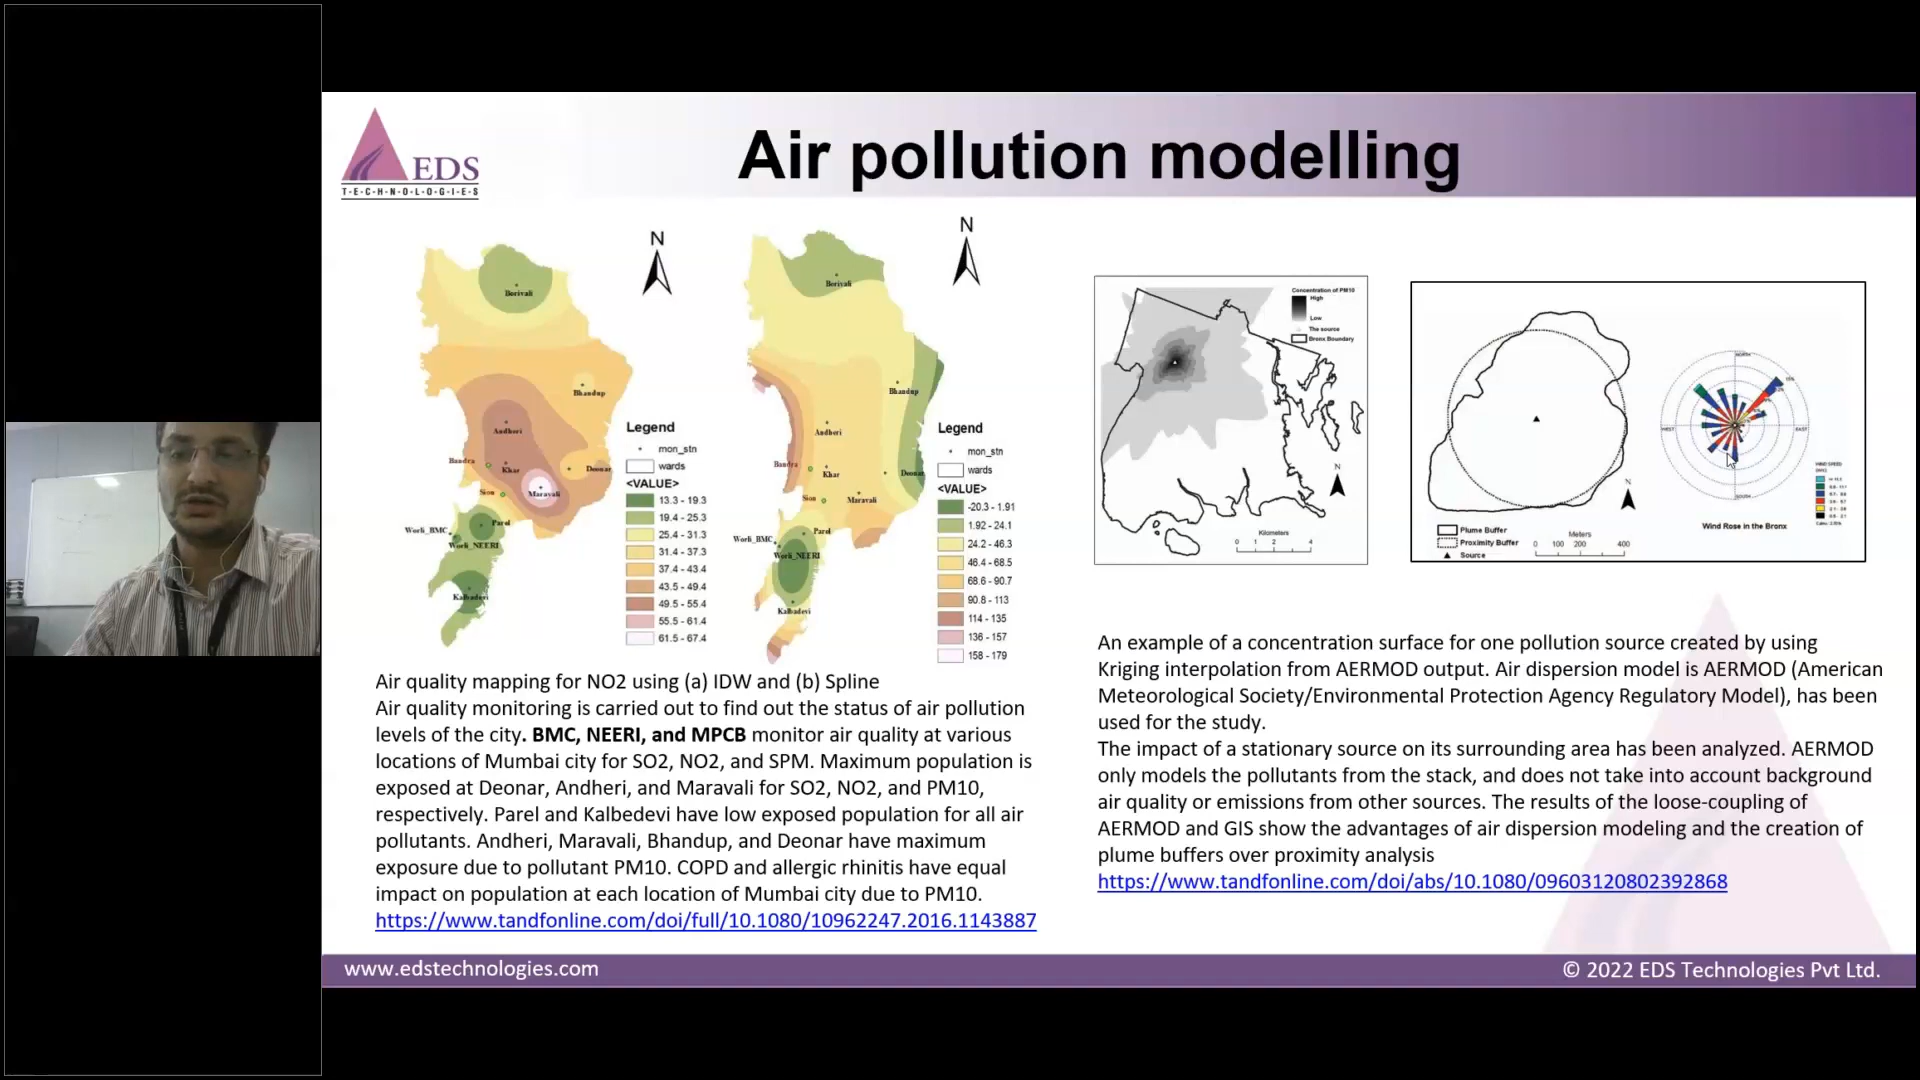 EDS
T·E·C·H·N·O·L·O·G·I·E·S
Air pollution modelling
N
Borivali
Bhandup
Andheri
Bandra
Khar
Deonar
Sion
Maravali
Parel
Worli_BMC
Worli_NEERI
Kalbadevi
Legend
mon_stn
wards
<VALUE>
13.3 - 19.3
19.4 - 25.3
25.4 - 31.3
31.4 - 37.3
37.4 - 43.4
43.5 - 49.4
49.5 - 55.4
55.5 - 61.4
61.5 - 67.4
N
Borivali
Bhandup
Andheri
Bandra
Khar
Deonar
Sion
Maravali
Parel
Worli_BMC
Worli_NEERI
Kalbadevi
Legend
mon_stn
wards
<VALUE>
-20.3 - 1.91
1.92 - 24.1
24.2 - 46.3
46.4 - 68.5
68.6 - 90.7
90.8 - 113
114 - 135
136 - 157
158 - 179
Air quality mapping for NO2 using (a) IDW and (b) Spline
Air quality monitoring is carried out to find out the status of air pollution
levels of the city. BMC, NEERI, and MPCB monitor air quality at various
locations of Mumbai city for SO2, NO2, and SPM. Maximum population is
exposed at Deonar, Andheri, and Maravali for SO2, NO2, and PM10,
respectively. Parel and Kalbedevi have low exposed population for all air
pollutants. Andheri, Maravali, Bhandup, and Deonar have maximum
exposure due to pollutant PM10. COPD and allergic rhinitis have equal
impact on population at each location of Mumbai city due to PM10.
https://www.tandfonline.com/doi/full/10.1080/10962247.2016.1143887
Concentration of PM10
High
Low
The source
Bronx Boundary
N
Kilometers
0 1 2 4
Plume Buffer
Proximity Buffer
Source
Meters
0 100 200 400
N
NORTH
WEST
EAST
SOUTH
WIND SPEED
Wind Rose in the Bronx
An example of a concentration surface for one pollution source created by using
Kriging interpolation from AERMOD output. Air dispersion model is AERMOD (American
Meteorological Society/Environmental Protection Agency Regulatory Model), has been
used for the study.
The impact of a stationary source on its surrounding area has been analyzed. AERMOD
only models the pollutants from the stack, and does not take into account background
air quality or emissions from other sources. The results of the loose-coupling of
AERMOD and GIS show the advantages of air dispersion modeling and the creation of
plume buffers over proximity analysis
https://www.tandfonline.com/doi/abs/10.1080/09603120802392868
www.edstechnologies.com
© 2022 EDS Technologies Pvt Ltd.